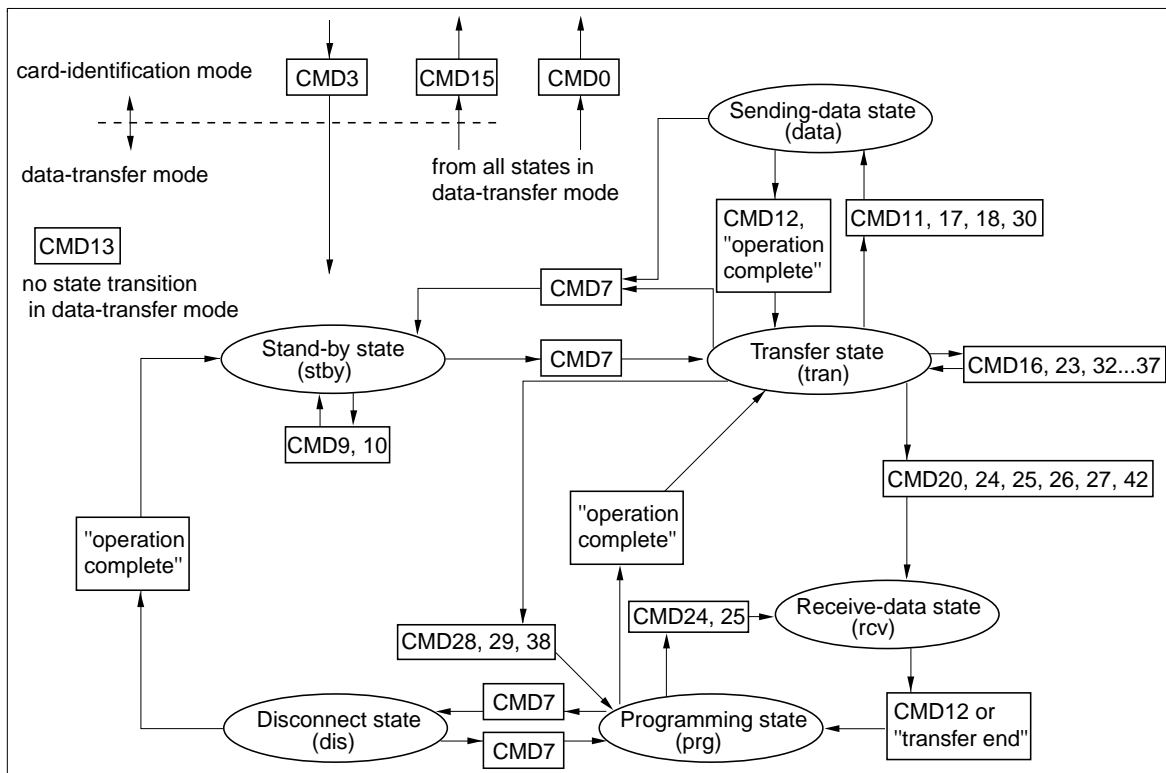 card-identification mode
CMD3
CMD15
CMD0
data-transfer mode
from all states in
data-transfer mode
Sending-data state
(data)
CMD13
no state transition
in data-transfer mode
CMD12,
"operation
complete"
CMD11, 17, 18, 30
CMD7
Stand-by state
(stby)
CMD7
Transfer state
(tran)
CMD16, 23, 32...37
CMD9, 10
CMD20, 24, 25, 26, 27, 42
"operation
complete"
"operation
complete"
CMD28, 29, 38
CMD24, 25
Receive-data state
(rcv)
Disconnect state
(dis)
CMD7
CMD7
Programming state
(prg)
CMD12 or
"transfer end"